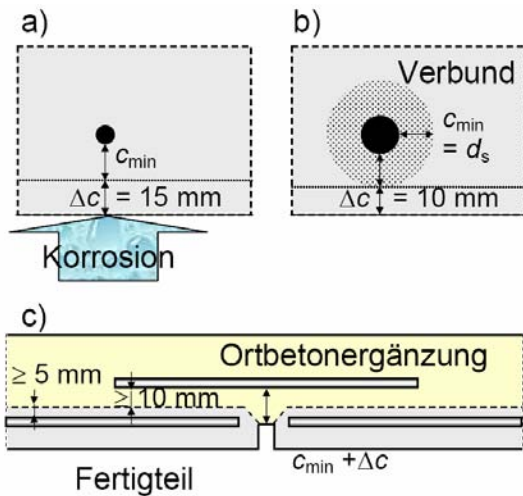 a)
c_min
Δc = 15 mm
Korrosion
b)
Verbund
c_min
= d_s
Δc = 10 mm
c)
Ortbetonergänzung
≥ 5 mm
≥ 10 mm
c_min + Δc
Fertigteil